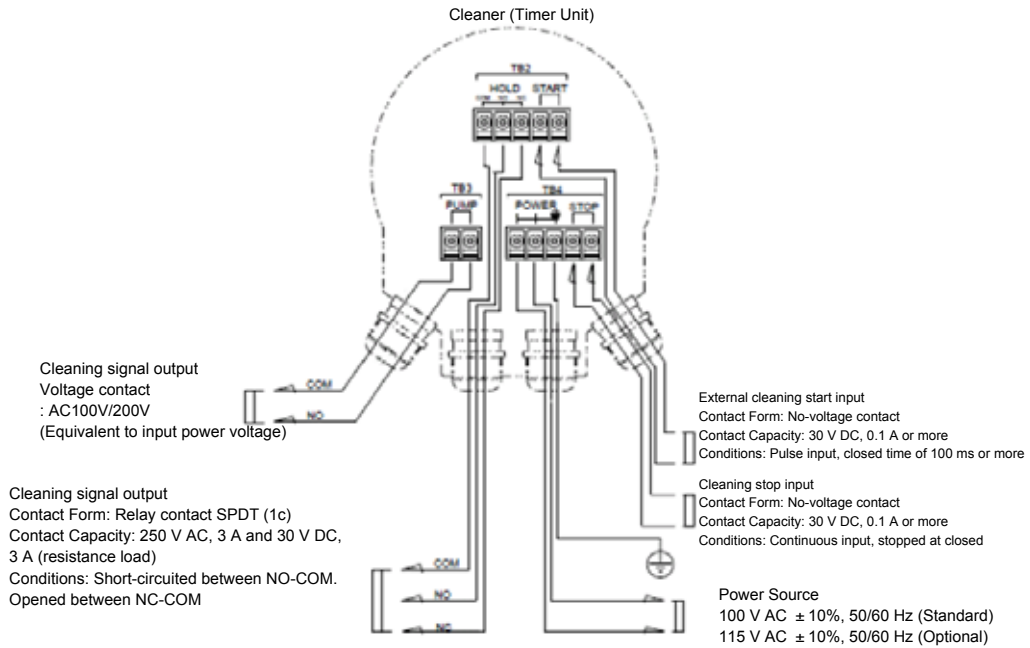 Cleaner (Timer Unit)
TB2
HOLD START
COM NO NC
TB3
PUMP
TB4
POWER STOP
Cleaning signal output
Voltage contact
: AC100V/200V
(Equivalent to input power voltage)
COM
NO
External cleaning start input
Contact Form: No-voltage contact
Contact Capacity: 30 V DC, 0.1 A or more
Conditions: Pulse input, closed time of 100 ms or more
Cleaning stop input
Contact Form: No-voltage contact
Contact Capacity: 30 V DC, 0.1 A or more
Conditions: Continuous input, stopped at closed
Cleaning signal output
Contact Form: Relay contact SPDT (1c)
Contact Capacity: 250 V AC, 3 A and 30 V DC,
3 A (resistance load)
Conditions: Short-circuited between NO-COM.
Opened between NC-COM
COM
NO
NC
Power Source
100 V AC ± 10%, 50/60 Hz (Standard)
115 V AC ± 10%, 50/60 Hz (Optional)